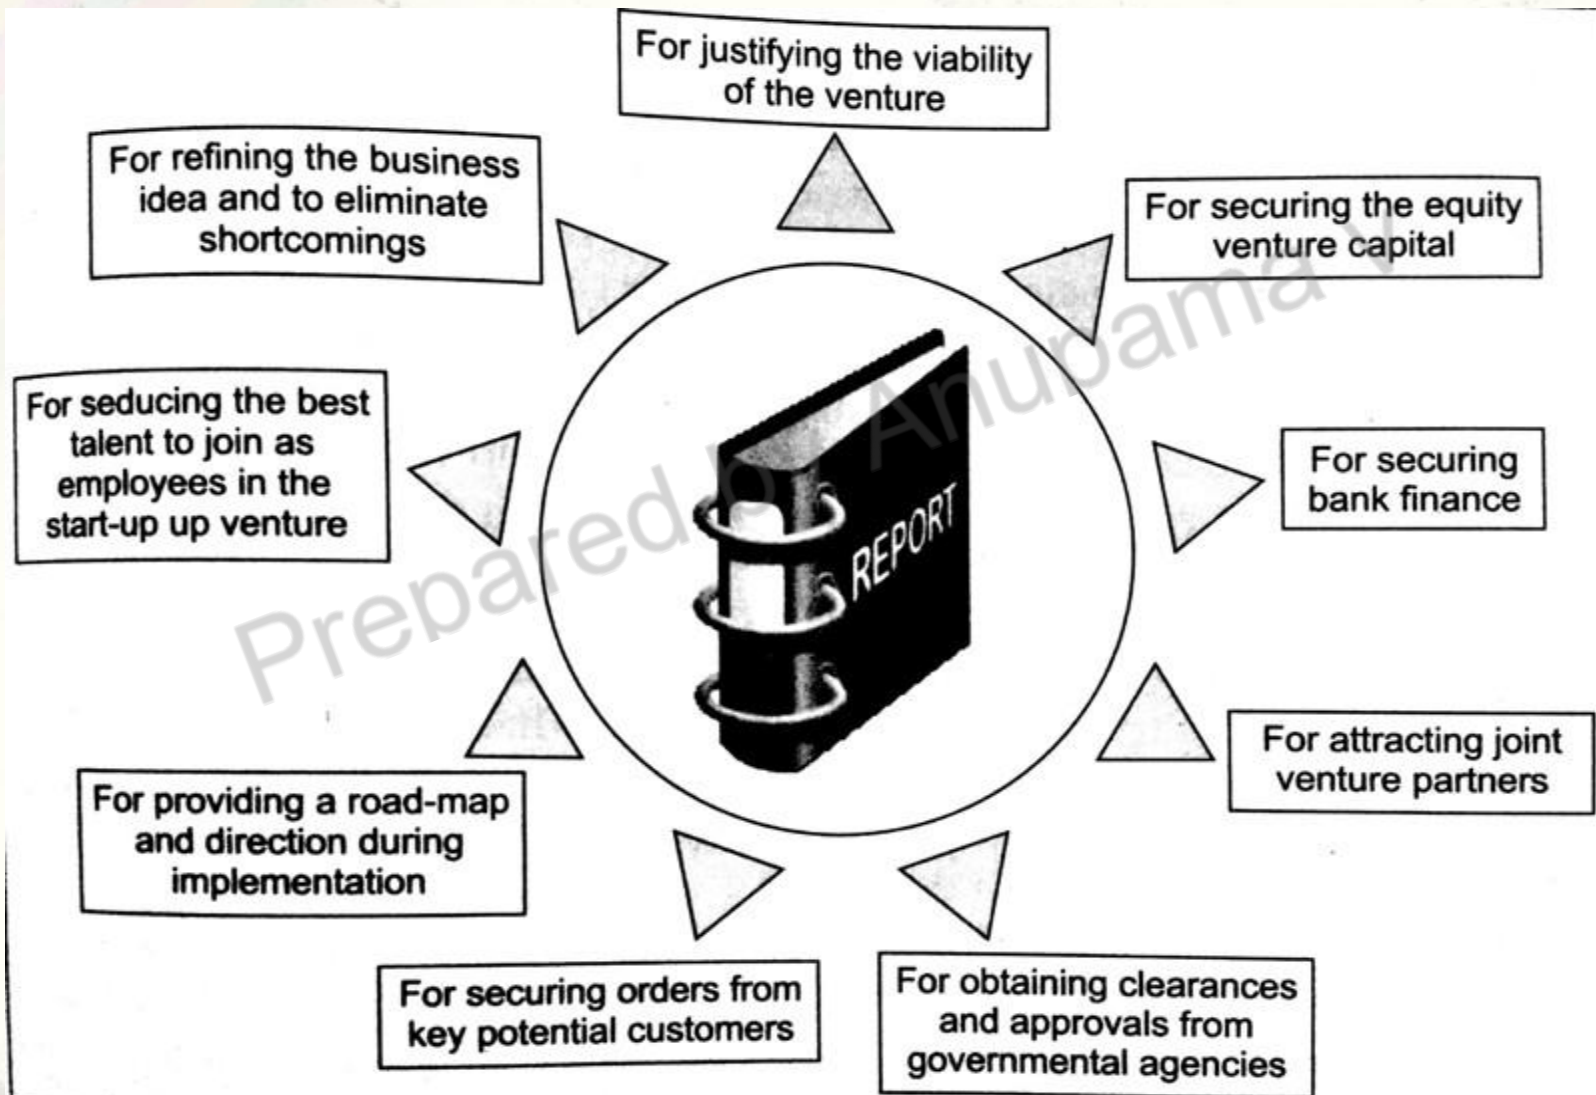 For justifying the viability
of the venture
For securing the equity
venture capital
For securing
bank finance
For attracting joint
venture partners
For obtaining clearances
and approvals from
governmental agencies
For securing orders from
key potential customers
For providing a road-map
and direction during
implementation
For seducing the best
talent to join as
employees in the
start-up up venture
For refining the business
idea and to eliminate
shortcomings
REPORT
Prepared by Anupama V